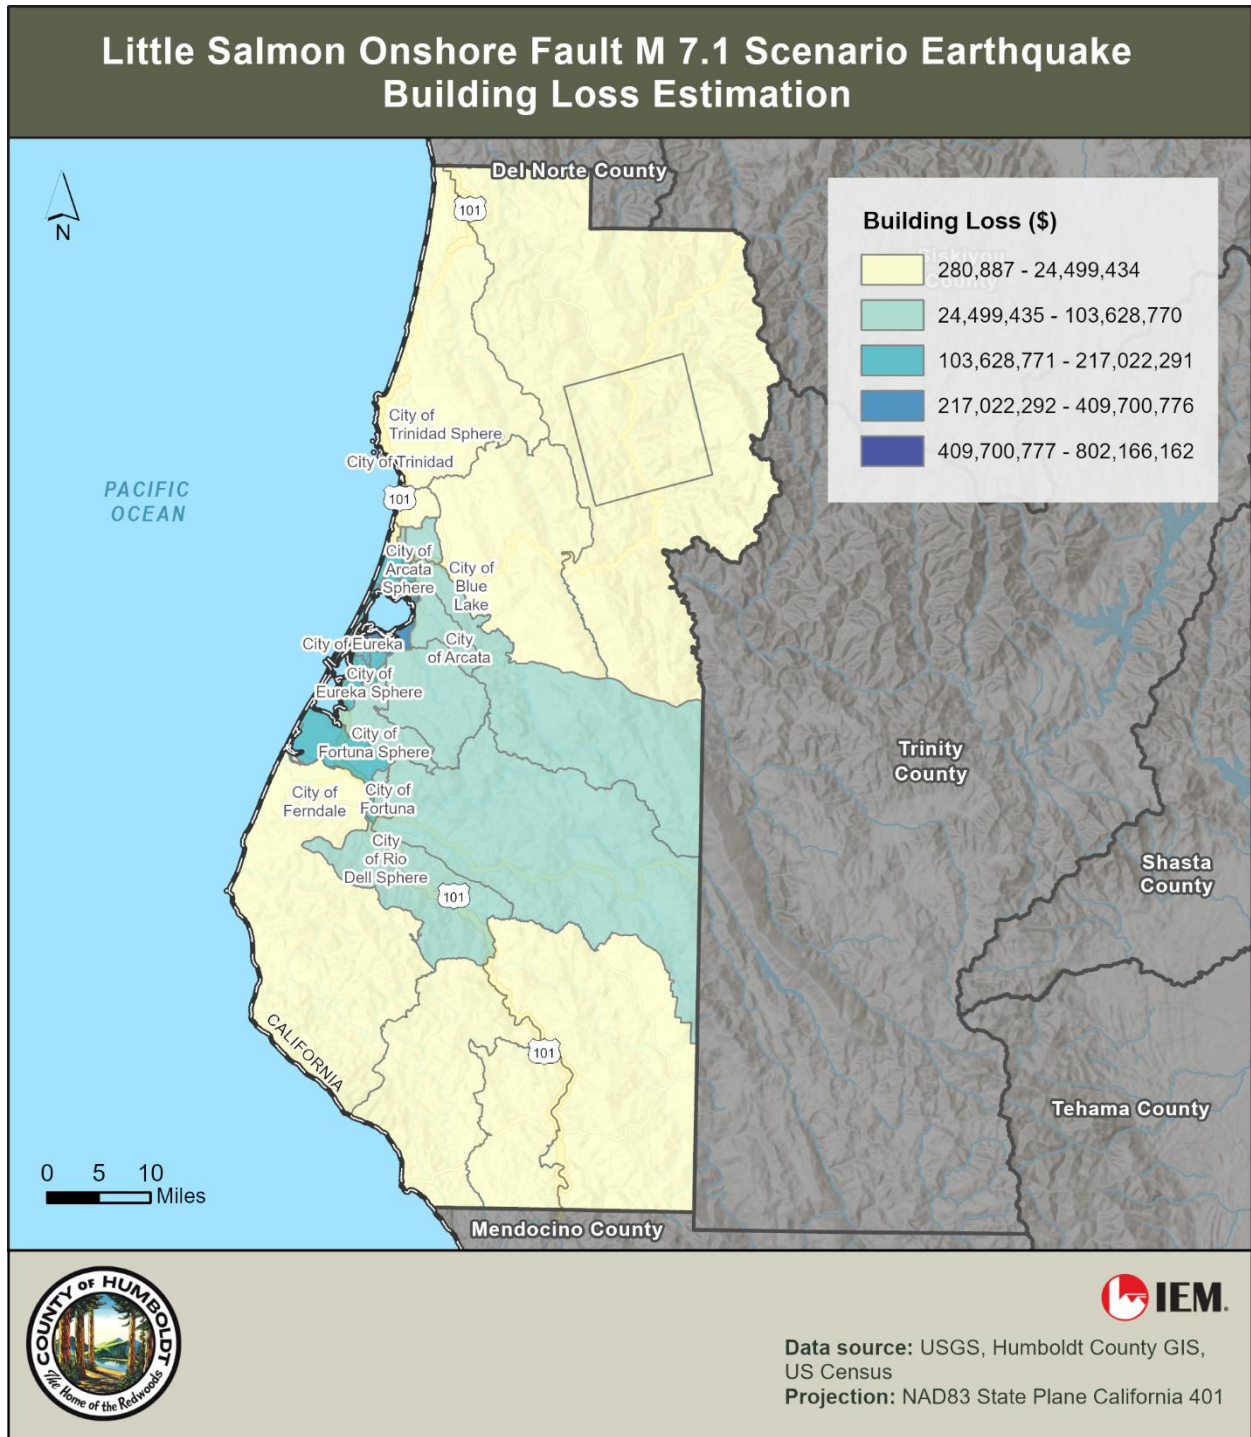 Little Salmon Onshore Fault M 7.1 Scenario Earthquake
Building Loss Estimation
Del Norte County
101
N
Building Loss ($)
Siskiyou
County
280,887 - 24,499,434
24,499,435 - 103,628,770
103,628,771 - 217,022,291
217,022,292 - 409,700,776
409,700,777 - 802,166,162
City of
Trinidad Sphere
City of Trinidad
PACIFIC
OCEAN
101
City of
Arcata
Sphere
City of
Blue
Lake
City of Eureka
City
of Arcata
City of
Eureka Sphere
City of
Fortuna Sphere
Trinity
County
City of
Ferndale
City of
Fortuna
City
of Rio
Dell Sphere
101
Shasta
County
CALIFORNIA
101
Tehama County
0 5 10
Miles
Mendocino County
COUNTY OF HUMBOLDT
The Home of the Redwoods
IEM.
Data source: USGS, Humboldt County GIS,
US Census
Projection: NAD83 State Plane California 401